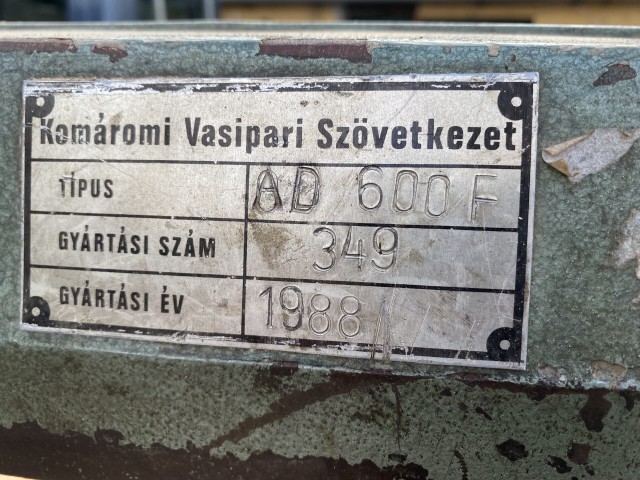 Komáromi Vasipari Szövetkezet
TÍPUS AD 600 F
GYÁRTÁSI SZÁM 349
GYÁRTÁSI ÉV 1988